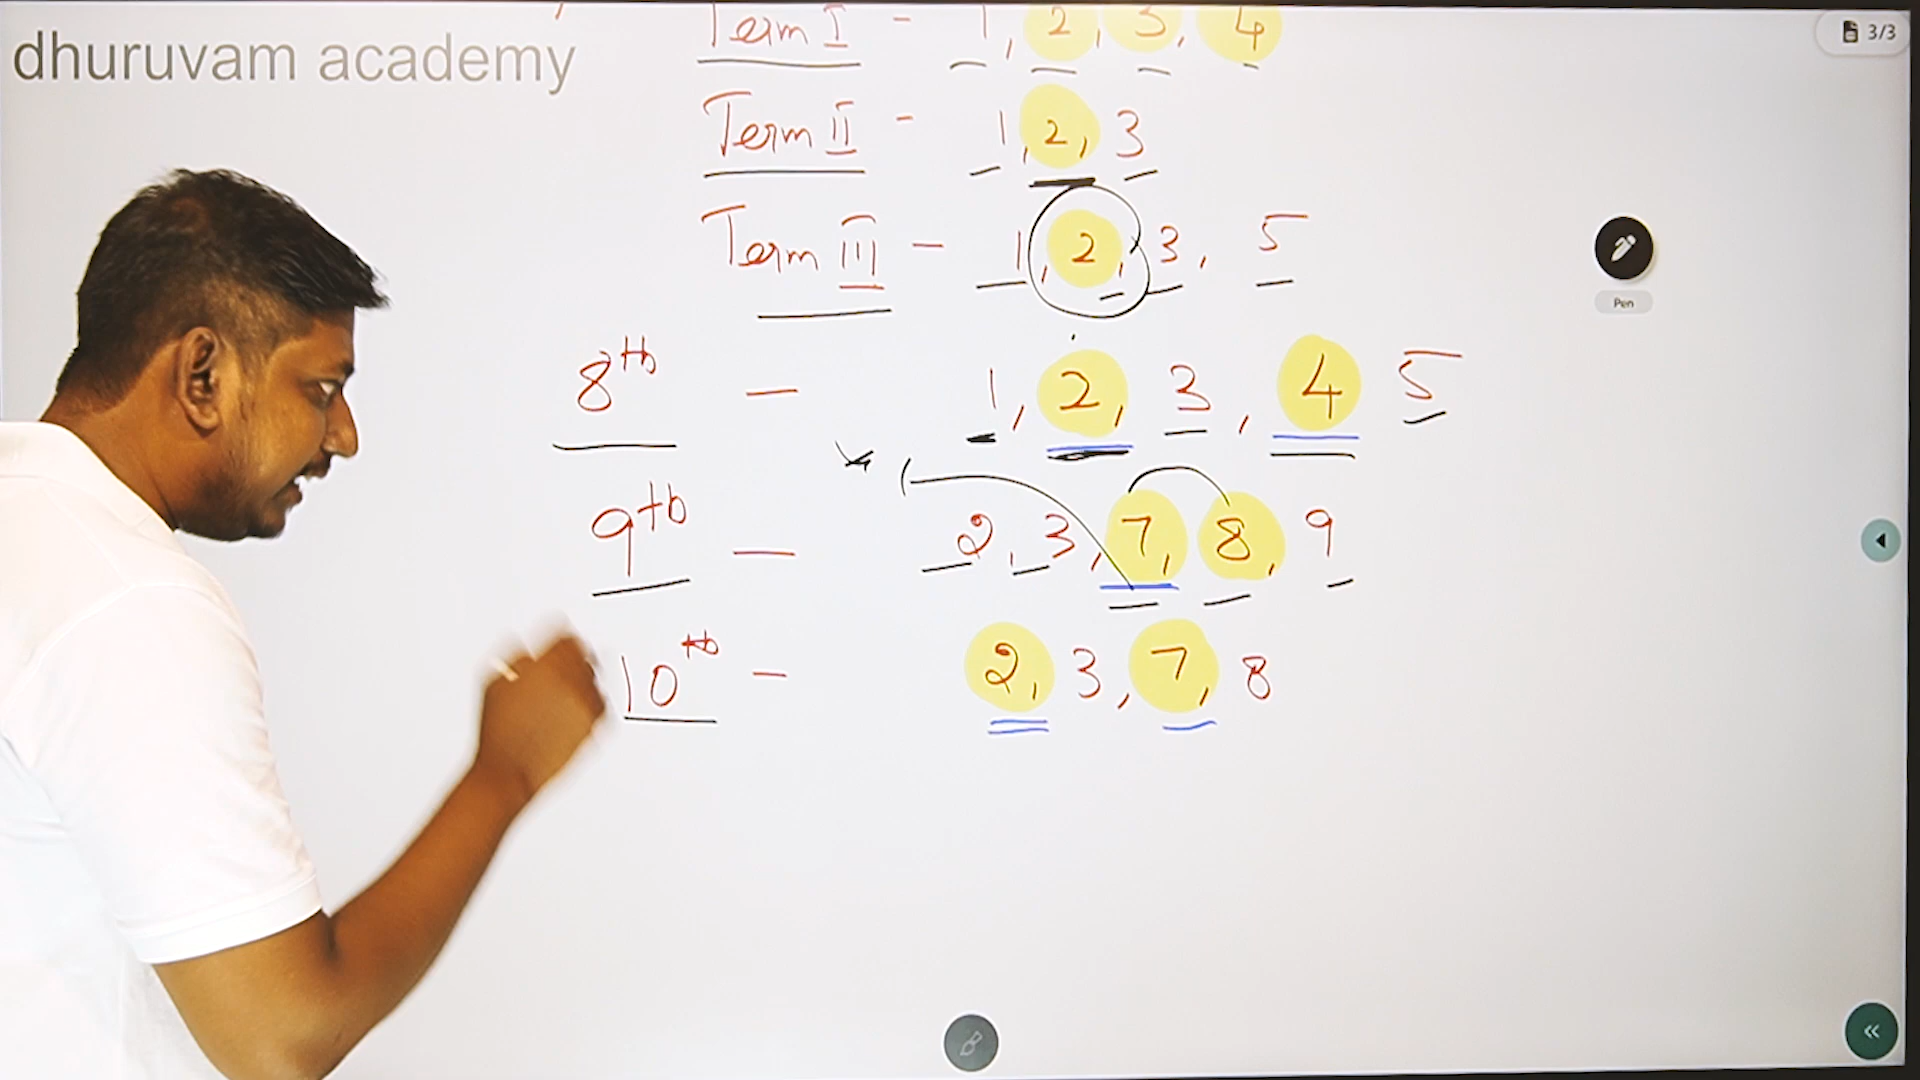 dhuruvam academy
3/3
Term I - 1, 2, 3, 4
Term II - 1, 2, 3
Term III - 1, 2, 3, 5
Pen
8th - 1, 2, 3, 4 5
9th - 2, 3, 7, 8, 9
10th - 2, 3, 7, 8